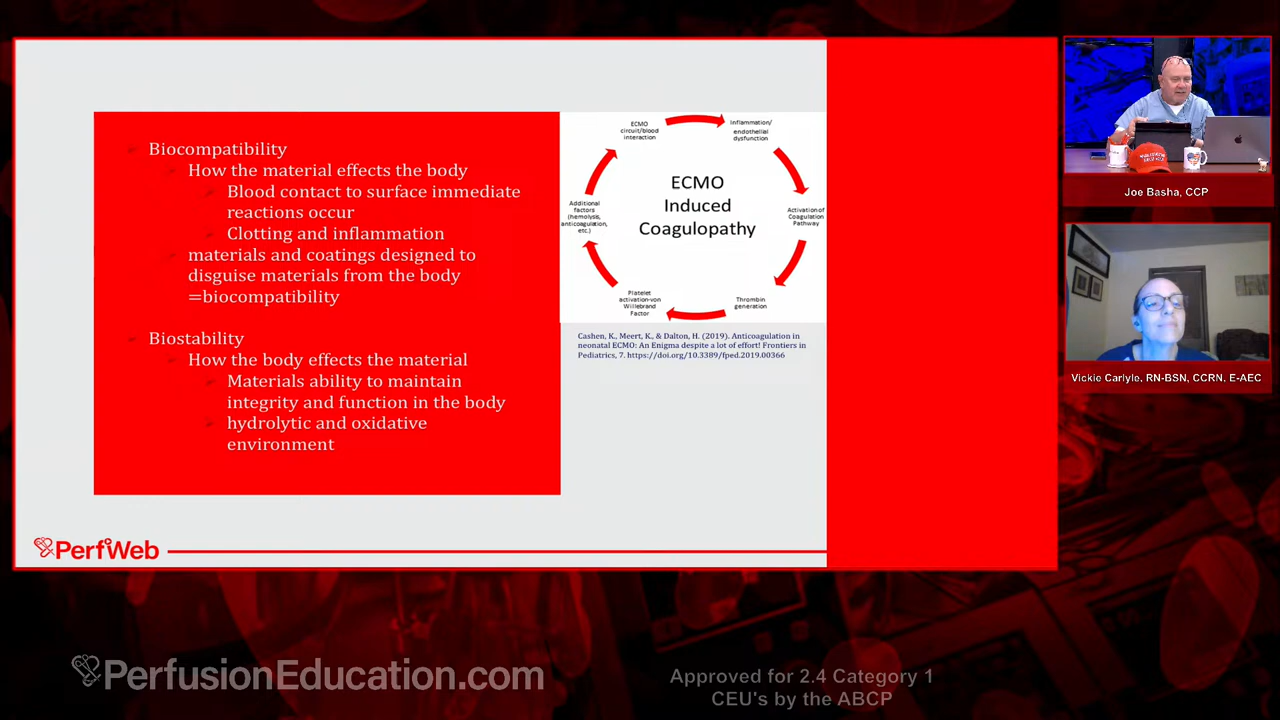 Biocompatibility
How the material effects the body
Blood contact to surface immediate
reactions occur
Clotting and inflammation
materials and coatings designed to
disguise materials from the body
=biocompatibility
Biostability
How the body effects the material
Materials ability to maintain
integrity and function in the body
hydrolytic and oxidative
environment
ECMO
circuit/blood
interaction
Inflammation/
endothelial
dysfunction
Activation of
Coagulation
Pathway
Thrombin
generation
Platelet
activation-von
Willebrand
Factor
Additional
factors
(hemolysis,
anticoagulation,
etc.)
ECMO
Induced
Coagulopathy
Cashen, K., Meert, K., & Dalton, H. (2019). Anticoagulation in
neonatal ECMO: An Enigma despite a lot of effort! Frontiers in
Pediatrics, 7. https://doi.org/10.3389/fped.2019.00366
PerfWeb
Joe Basha, CCP
Vickie Carlyle, RN-BSN, CCRN, E-AEC
PerfusionEducation.com
Approved for 2.4 Category 1
CEU's by the ABCP